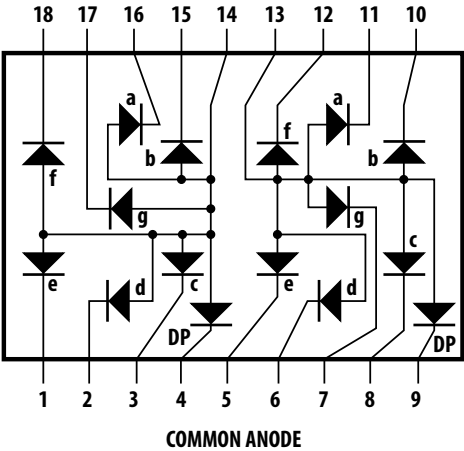 18 17 16 15 14 13 12 11 10
a a
f b f b
g g
e d c e d c
DP DP
1 2 3 4 5 6 7 8 9
COMMON ANODE